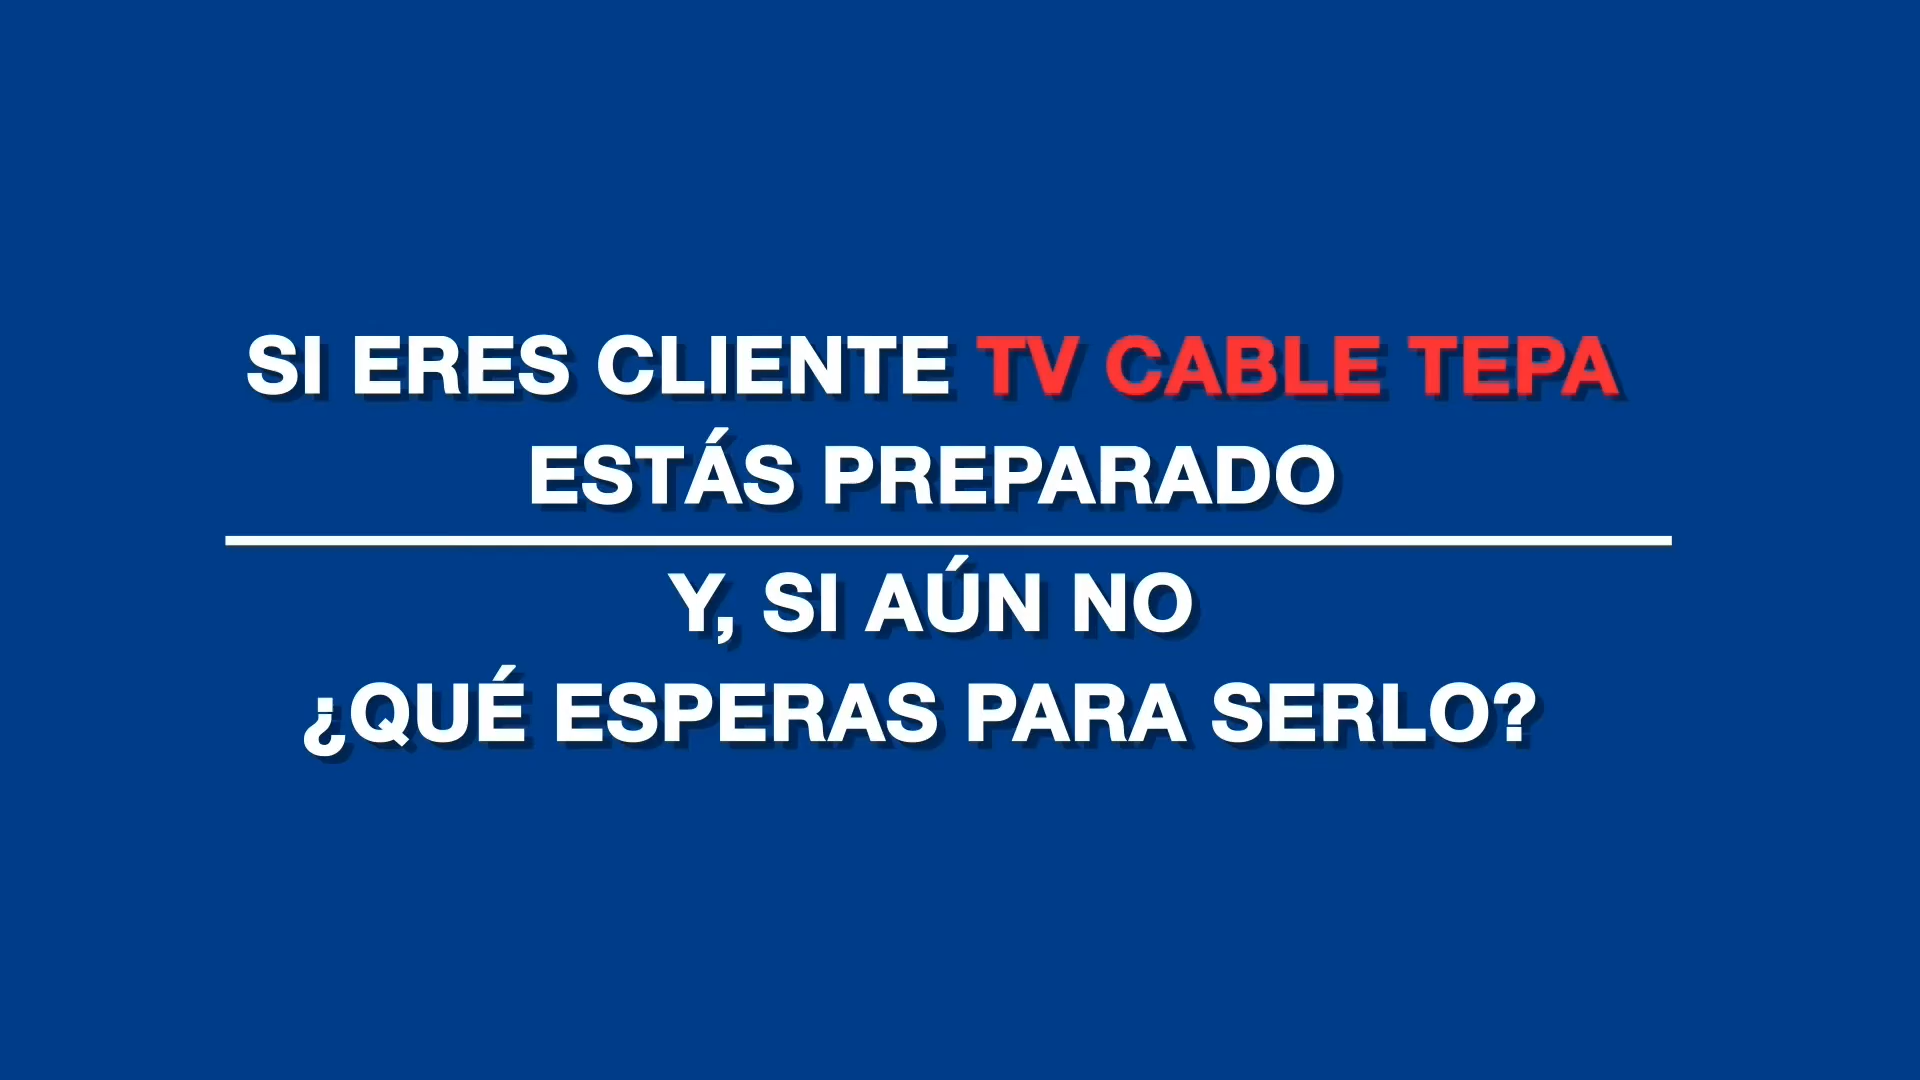 SI ERES CLIENTE TV CABLE TEPA
ESTÁS PREPARADO
Y, SI AÚN NO
¿QUÉ ESPERAS PARA SERLO?